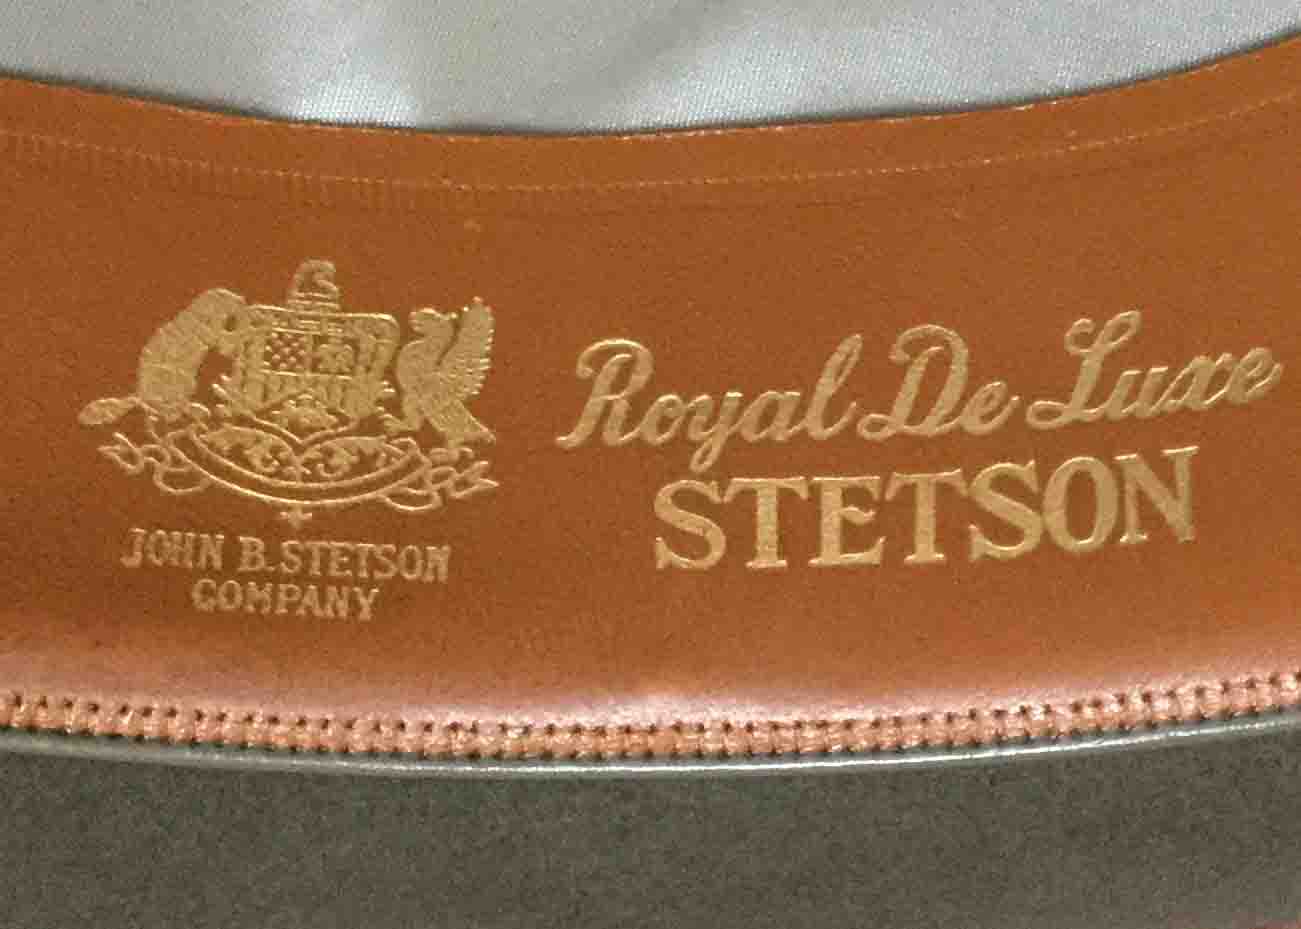 Royal De Luxe
STETSON
JOHN B. STETSON
COMPANY